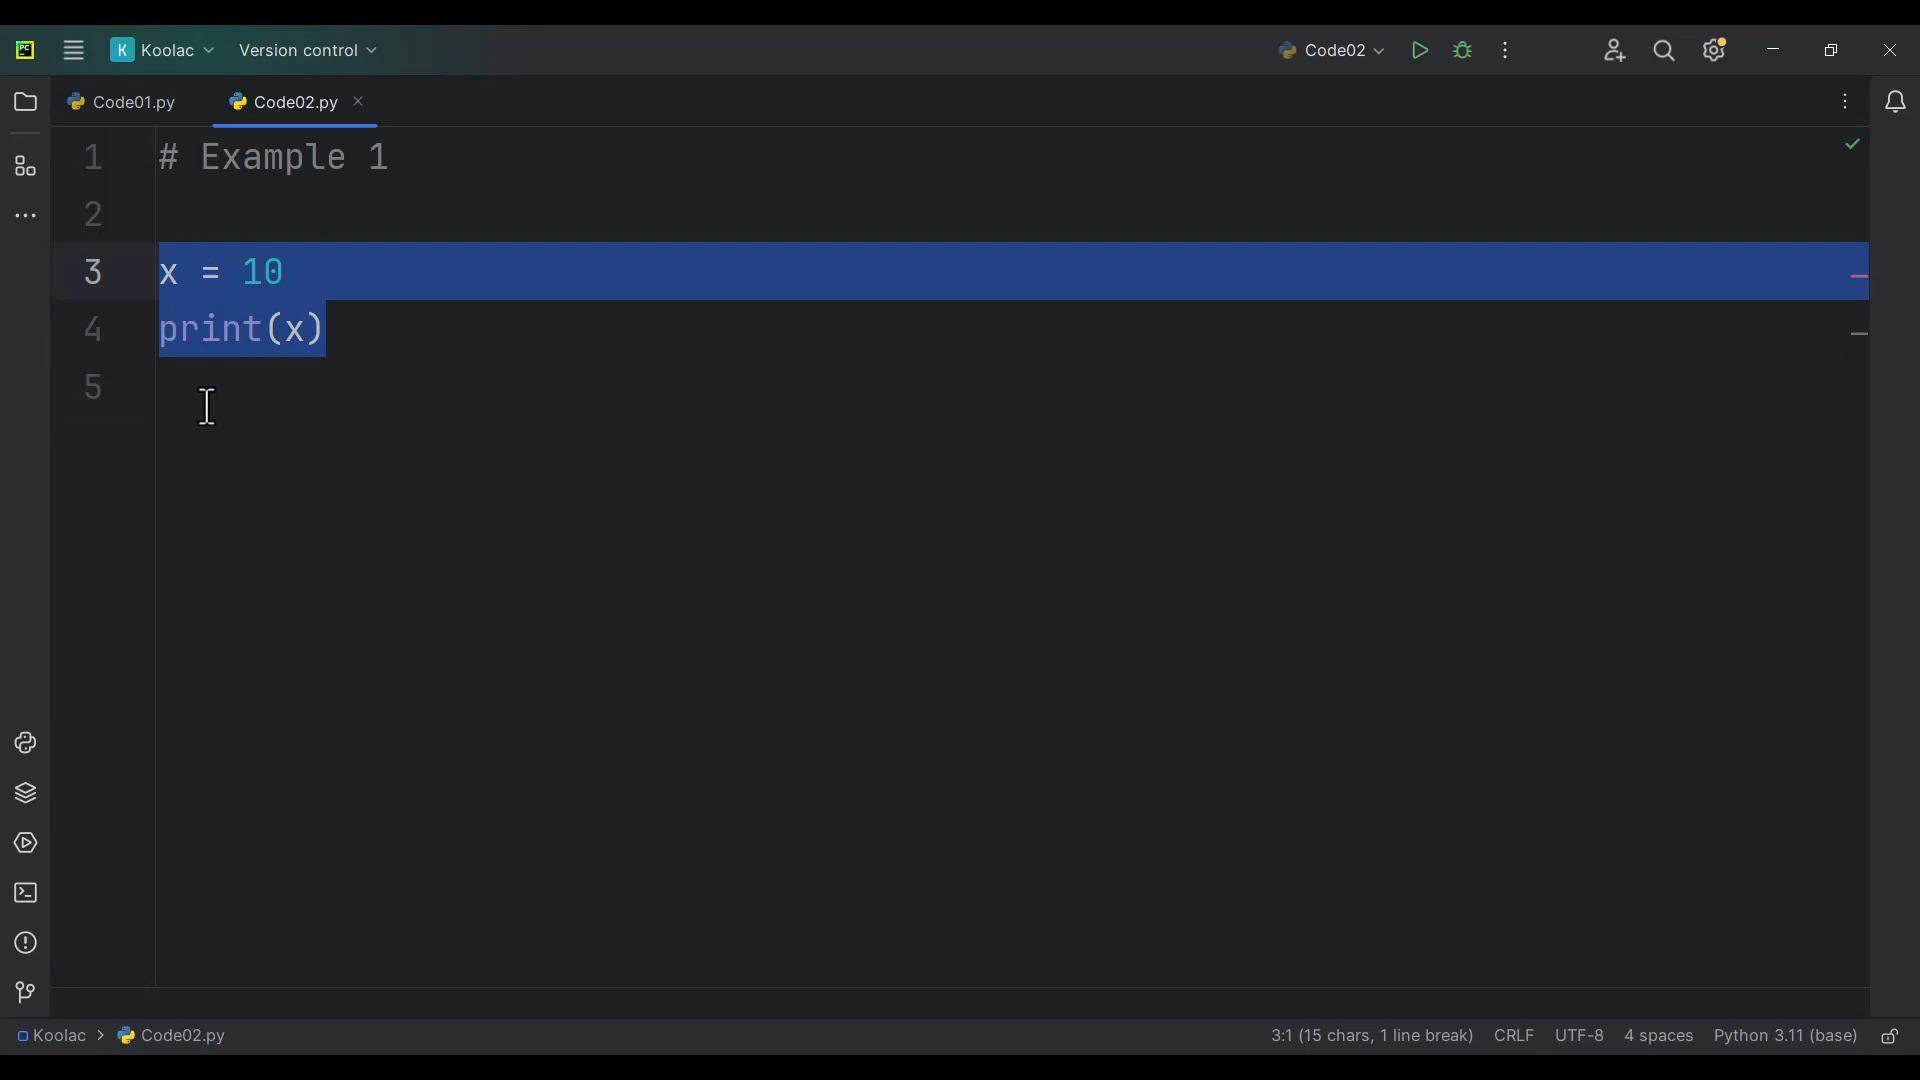 PC
K Koolac Version control Code02
Code01.py Code02.py
1 # Example 1
2
3 x = 10
4 print(x)
5
Koolac > Code02.py 3:1 (15 chars, 1 line break) CRLF UTF-8 4 spaces Python 3.11 (base)